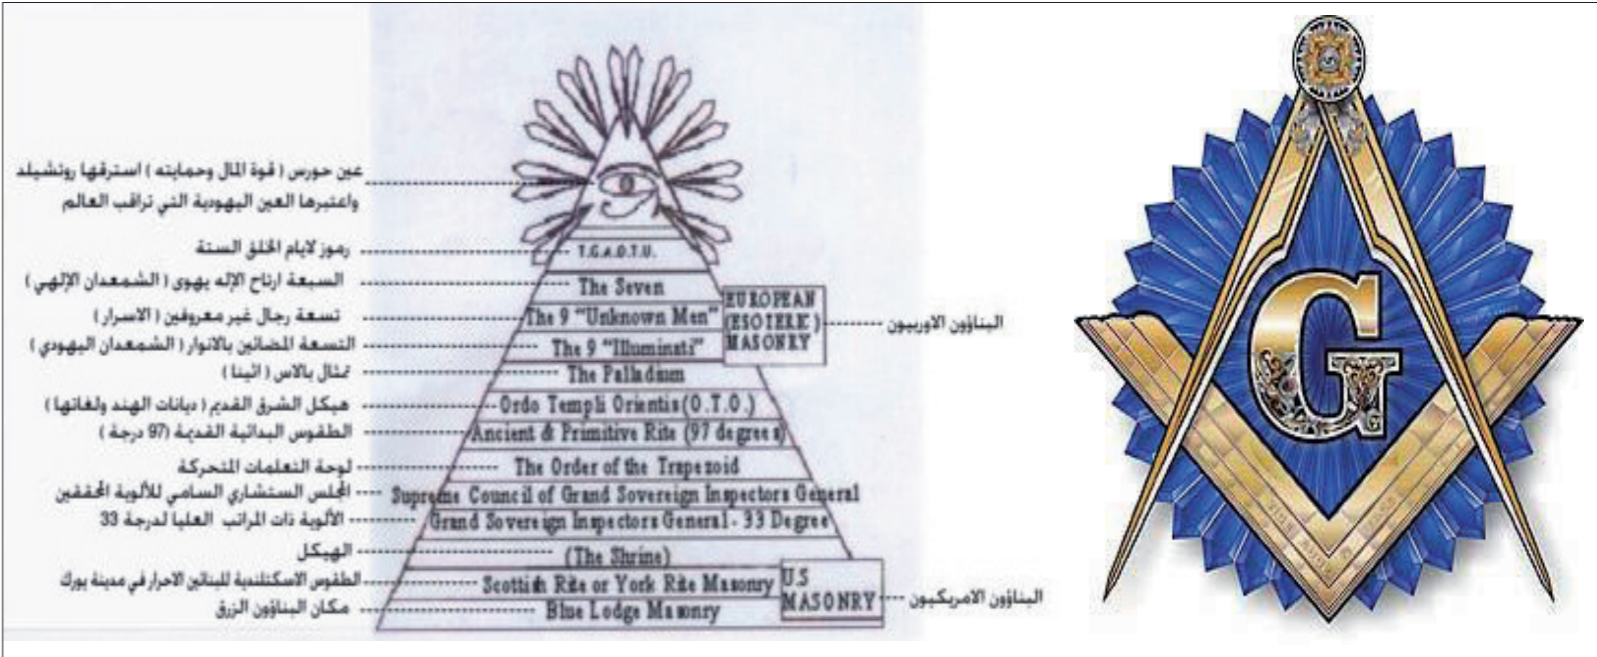 عين حورس ( قوة المال وحمايته ) استرقها روتشيلد
واعتبرها العين اليهودية التي تراقب العالم
رموز لايام الخلق الستة
T.G.A.O.T.U.
السبعة ارتاح الإله يهوى ( الشمعدان الإلهي )
The Seven
تسعة رجال غير معروفين ( الاسرار )
The 9 "Unknown Men"
EUROPEAN
(ESOTERIC)
MASONRY
البناؤون الاوربيون
التسعة المضائين بالانوار ( الشمعدان اليهودي )
The 9 "Illuminati"
تمثال بالاس ( اثينا )
The Palladium
هيكل الشرق القديم ( ديانات الهند ولغاتها )
Ordo Templi Orientis (O.T.O.)
الطقوس البدائية القديمة (97 درجة )
Ancient & Primitive Rite (97 degrees)
لوحة التعلمات المتحركة
The Order of the Trapezoid
المجلس الستشاري السامي للألوية المحققين
Supreme Council of Grand Sovereign Inspectors General
الألوية ذات المراتب العليا لدرجة 33
Grand Sovereign Inspectors General - 33 Degree
الهيكل
(The Shrine)
الطقوس الاسكتلندية للبنائين الاحرار في مدينة يورك
Scottish Rite or York Rite Masonry
U.S
MASONRY
البناؤون الامريكيون
مكان البناؤون الزرق
Blue Lodge Masonry
G